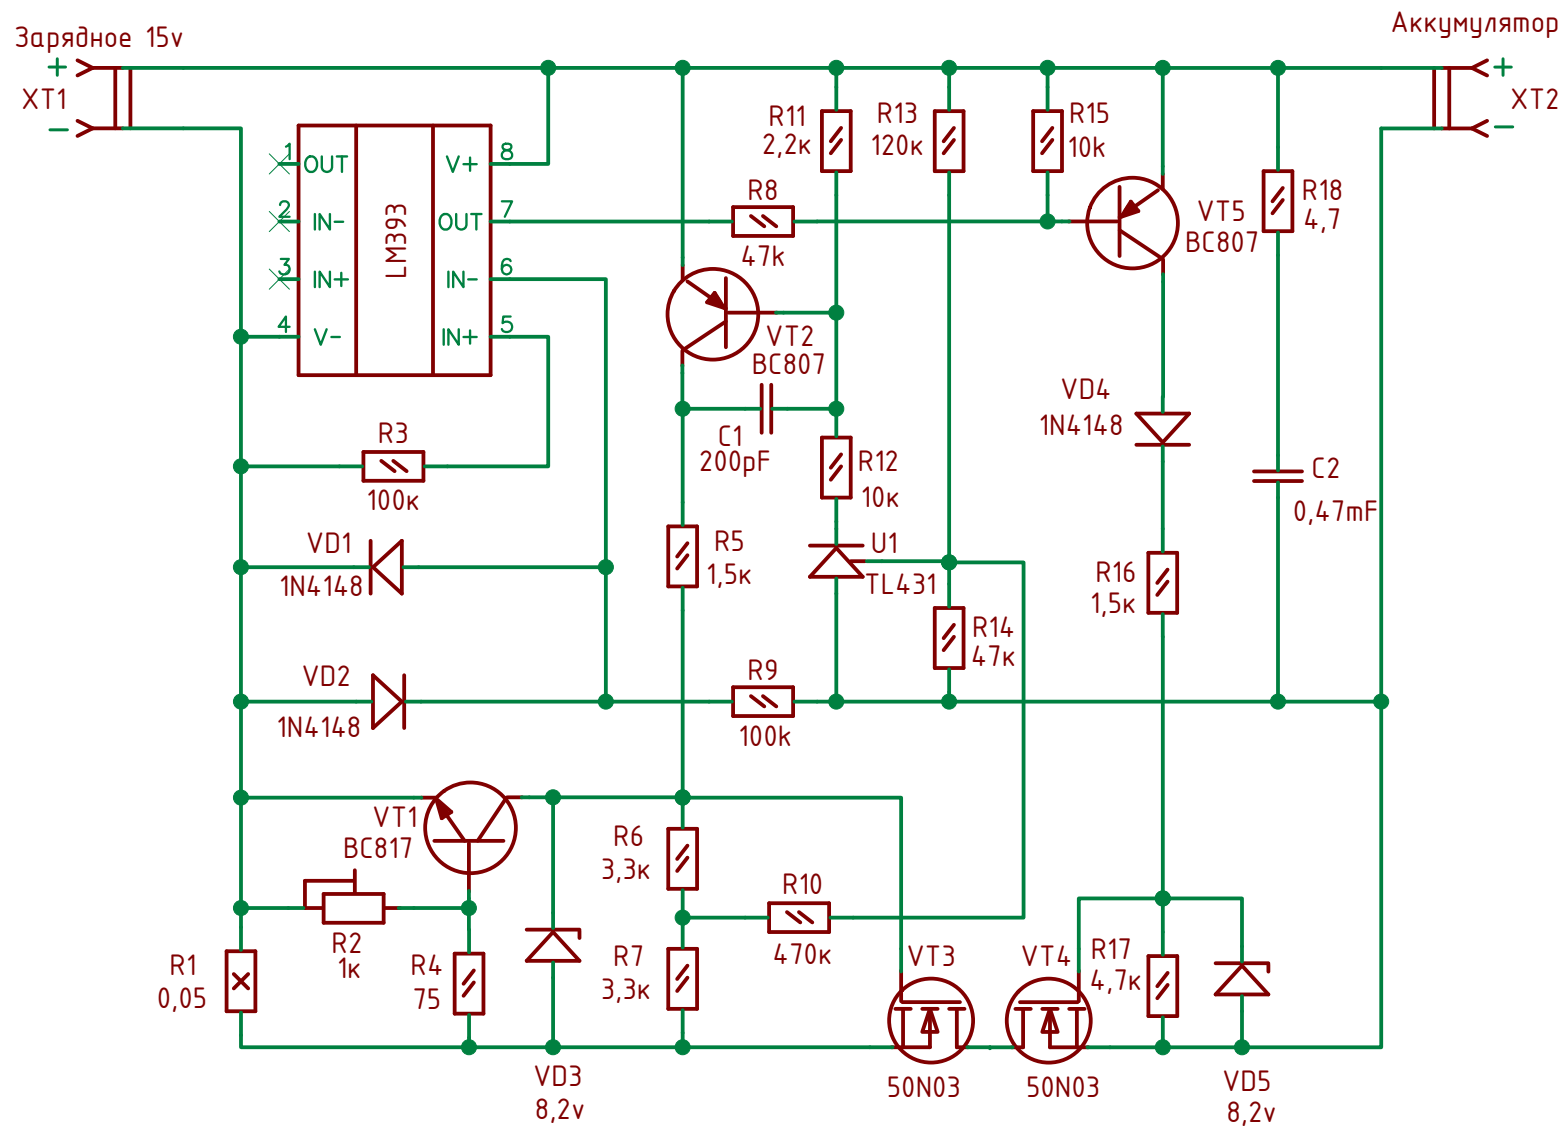 Зарядное 15v
Аккумулятор
+
XT1
–
+
XT2
–
1 OUT
2 IN-
3 IN+
4 V-
LM393
V+ 8
OUT 7
IN- 6
IN+ 5
R11
2,2к
R13
120к
R15
10k
R8
47k
VT5
BC807
R18
4,7
VT2
BC807
C1
200pF
R3
100к
R12
10к
VD4
1N4148
C2
0,47mF
VD1
1N4148
R5
1,5к
U1
TL431
R16
1,5к
R14
47к
VD2
1N4148
R9
100k
VT1
BC817
R6
3,3к
R10
470к
R2
1к
R1
0,05
R4
75
R7
3,3к
VT3
VT4
R17
4,7к
VD3
8,2v
50N03
50N03
VD5
8,2v